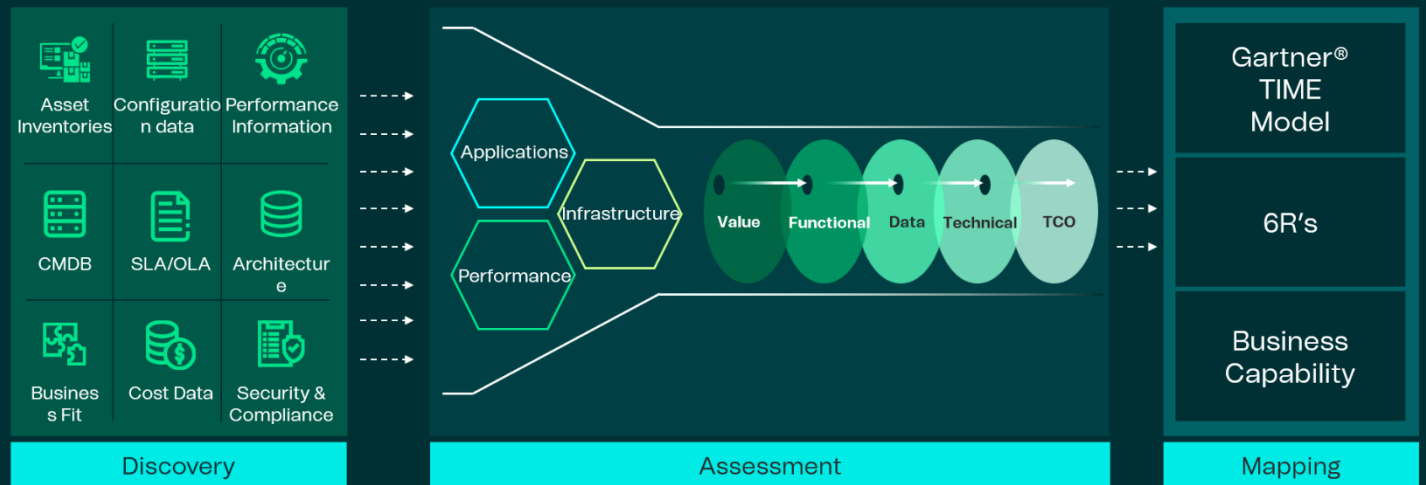 Asset
Inventories
Configuratio
n data
Performance
Information
CMDB
SLA/OLA
Architectur
e
Busines
s Fit
Cost Data
Security &
Compliance
Discovery
Applications
Infrastructure
Performance
Value
Functional
Data
Technical
TCO
Assessment
Gartner®
TIME
Model
6R's
Business
Capability
Mapping